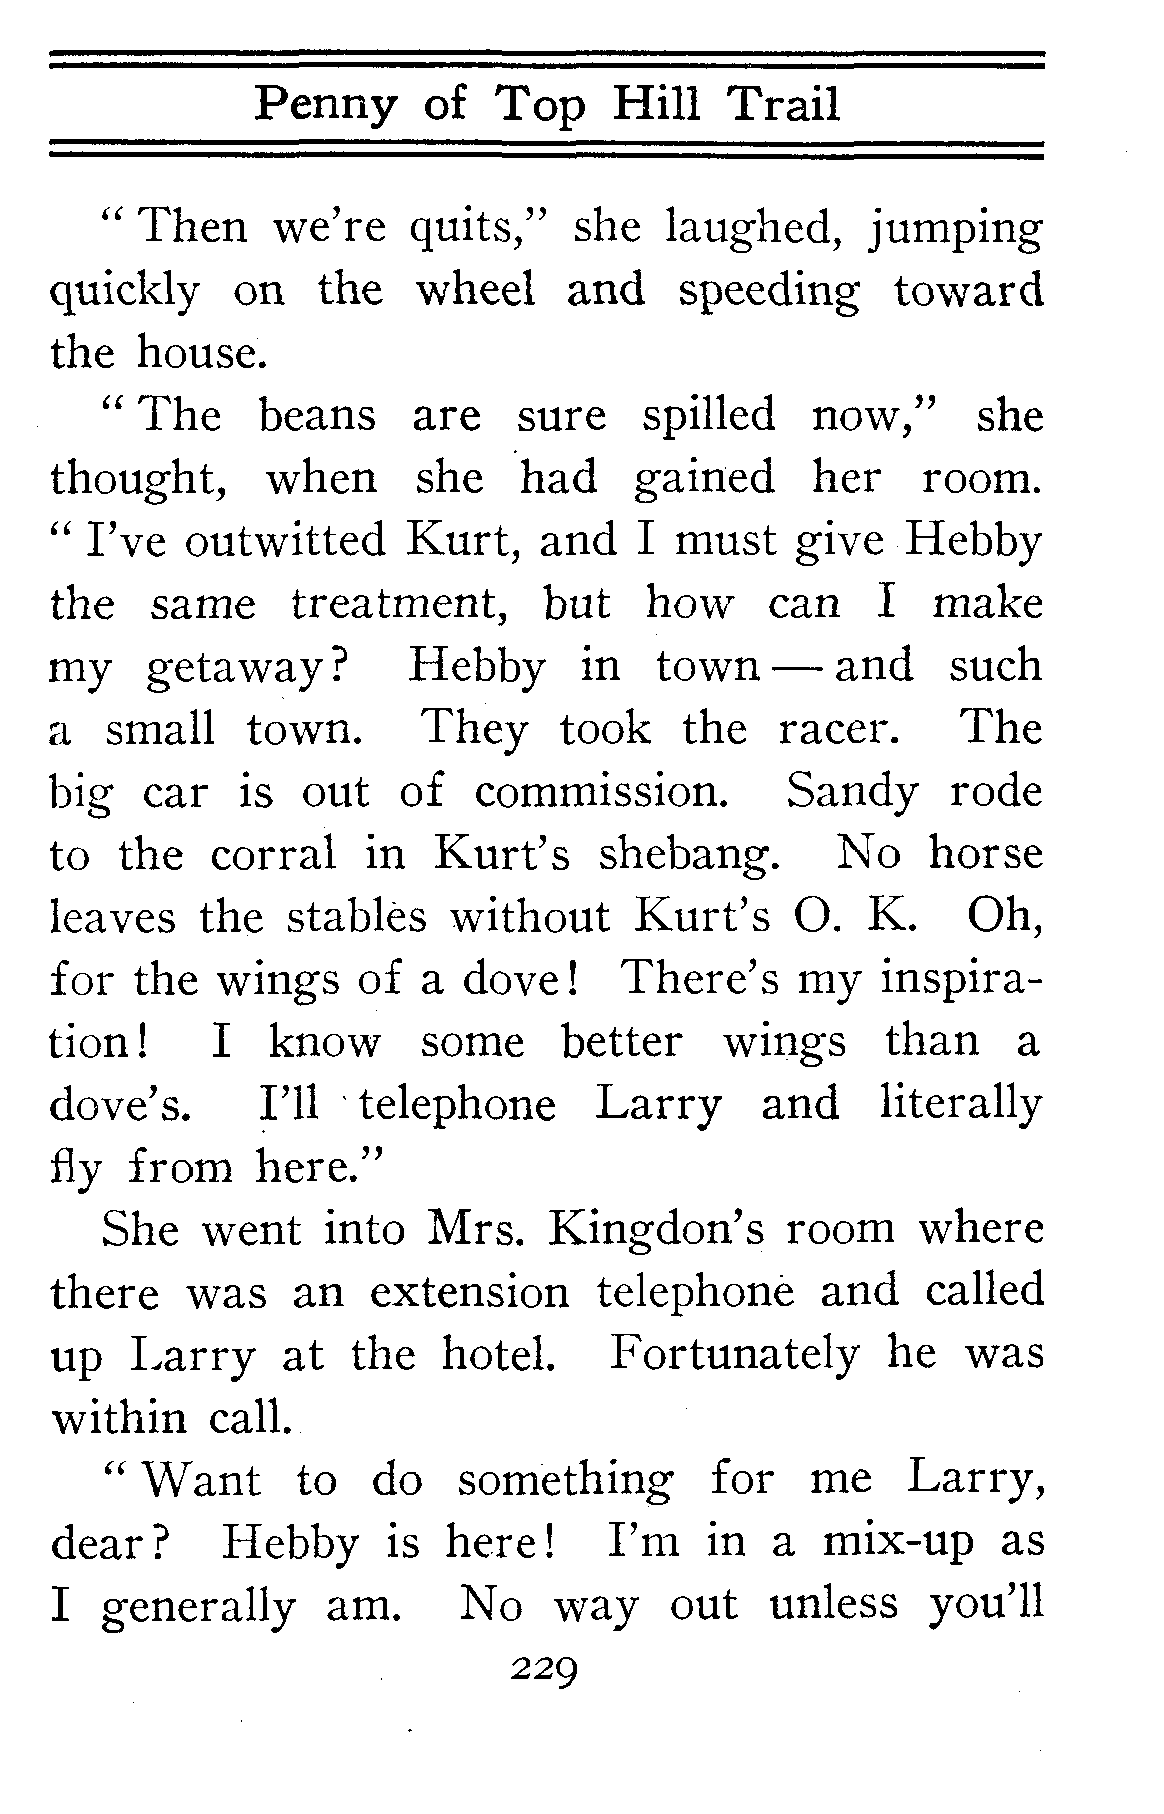 Penny of Top Hill Trail
“ Then we’re quits,” she laughed, jumping
quickly on the wheel and speeding toward
the house.
“ The beans are sure spilled now,” she
thought, when she had gained her room.
“ I’ve outwitted Kurt, and I must give Hebby
the same treatment, but how can I make
my getaway? Hebby in town — and such
a small town. They took the racer. The
big car is out of commission. Sandy rode
to the corral in Kurt’s shebang. No horse
leaves the stables without Kurt’s O. K. Oh,
for the wings of a dove! There’s my inspira-
tion! I know some better wings than a
dove’s. I’ll telephone Larry and literally
fly from here.”
She went into Mrs. Kingdon’s room where
there was an extension telephone and called
up Larry at the hotel. Fortunately he was
within call.
“ Want to do something for me Larry,
dear? Hebby is here! I’m in a mix-up as
I generally am. No way out unless you’ll
229